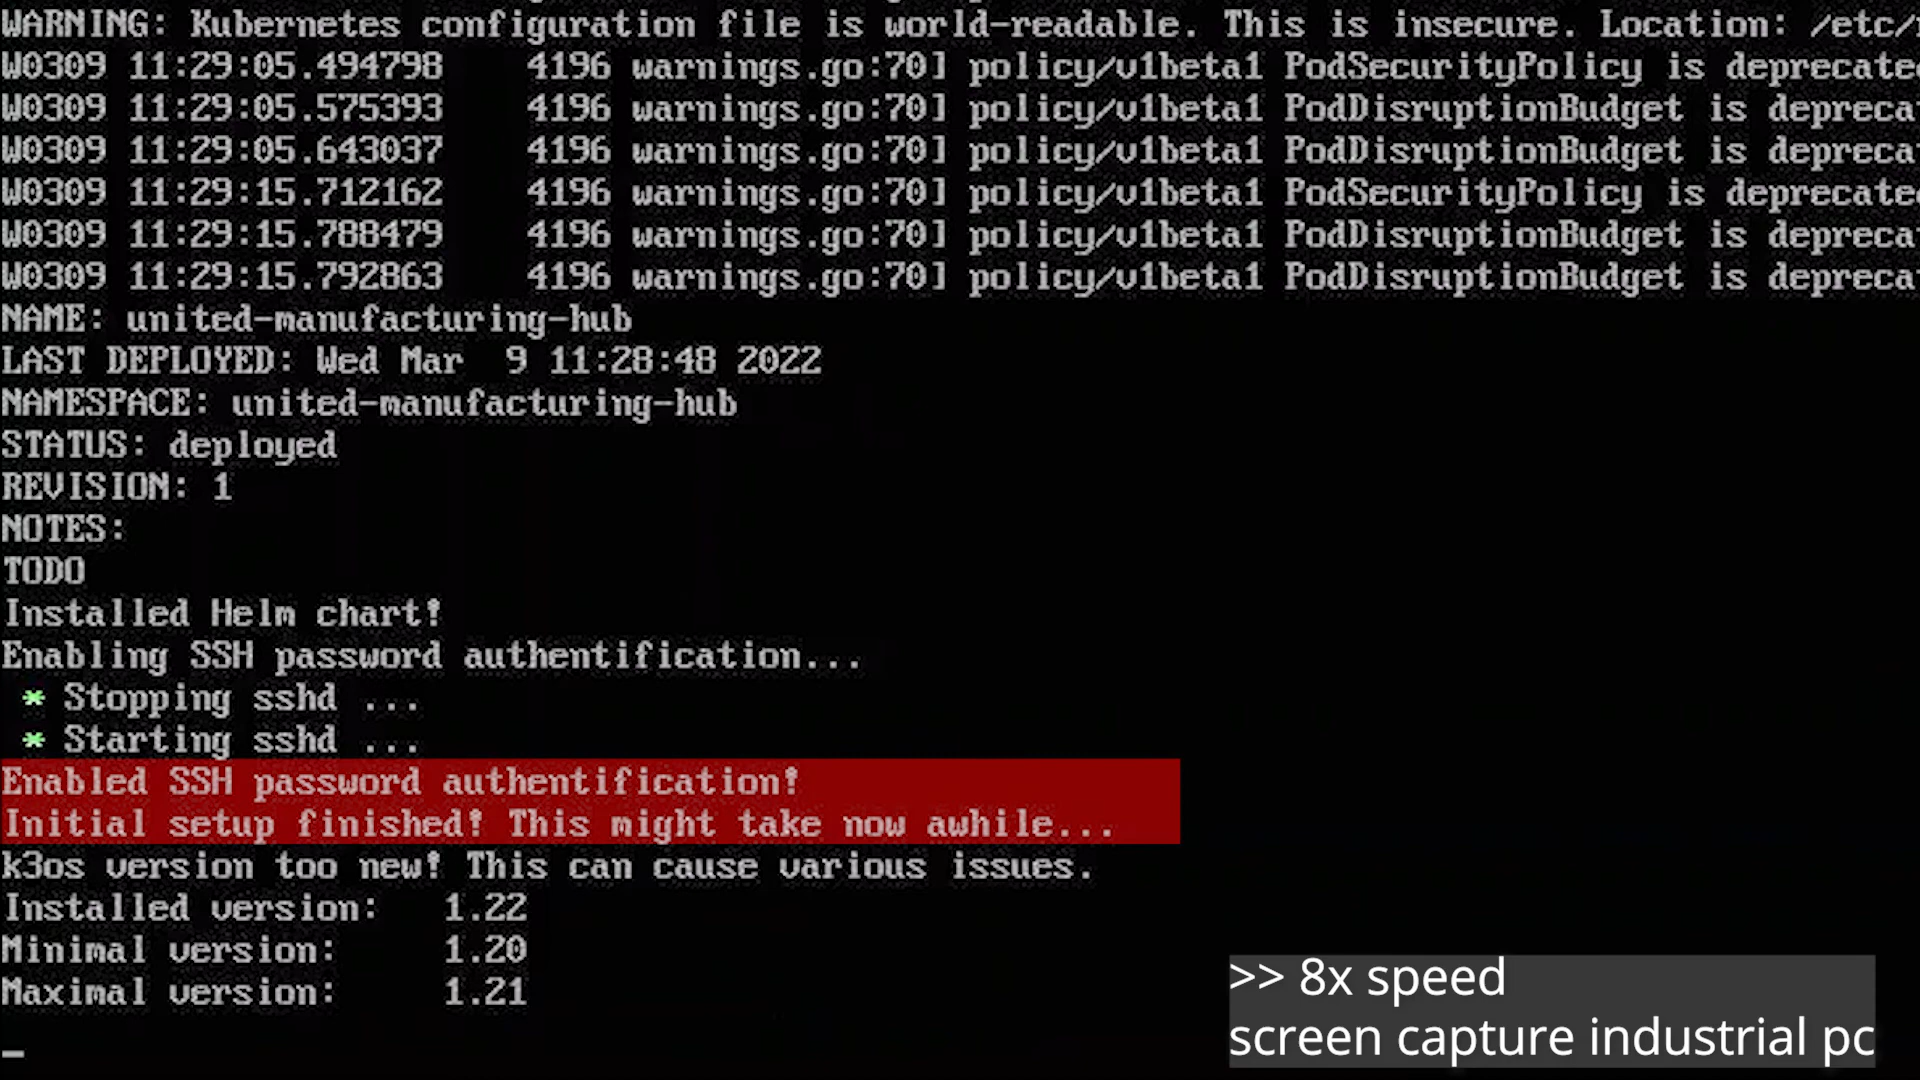 WARNING: Kubernetes configuration file is world-readable. This is insecure. Location: /etc/
W0309 11:29:05.494798    4196 warnings.go:70] policy/v1beta1 PodSecurityPolicy is deprecate
W0309 11:29:05.575393    4196 warnings.go:70] policy/v1beta1 PodDisruptionBudget is depreca
W0309 11:29:05.643037    4196 warnings.go:70] policy/v1beta1 PodDisruptionBudget is depreca
W0309 11:29:15.712162    4196 warnings.go:70] policy/v1beta1 PodSecurityPolicy is deprecate
W0309 11:29:15.788479    4196 warnings.go:70] policy/v1beta1 PodDisruptionBudget is depreca
W0309 11:29:15.792863    4196 warnings.go:70] policy/v1beta1 PodDisruptionBudget is depreca
NAME: united-manufacturing-hub
LAST DEPLOYED: Wed Mar  9 11:28:48 2022
NAMESPACE: united-manufacturing-hub
STATUS: deployed
REVISION: 1
NOTES:
TODO
Installed Helm chart!
Enabling SSH password authentification...
 * Stopping sshd ...
 * Starting sshd ...
Enabled SSH password authentification!
Initial setup finished! This might take now awhile...
k3os version too new! This can cause various issues.
Installed version:   1.22
Minimal version:     1.20
Maximal version:     1.21
>> 8x speed
screen capture industrial pc